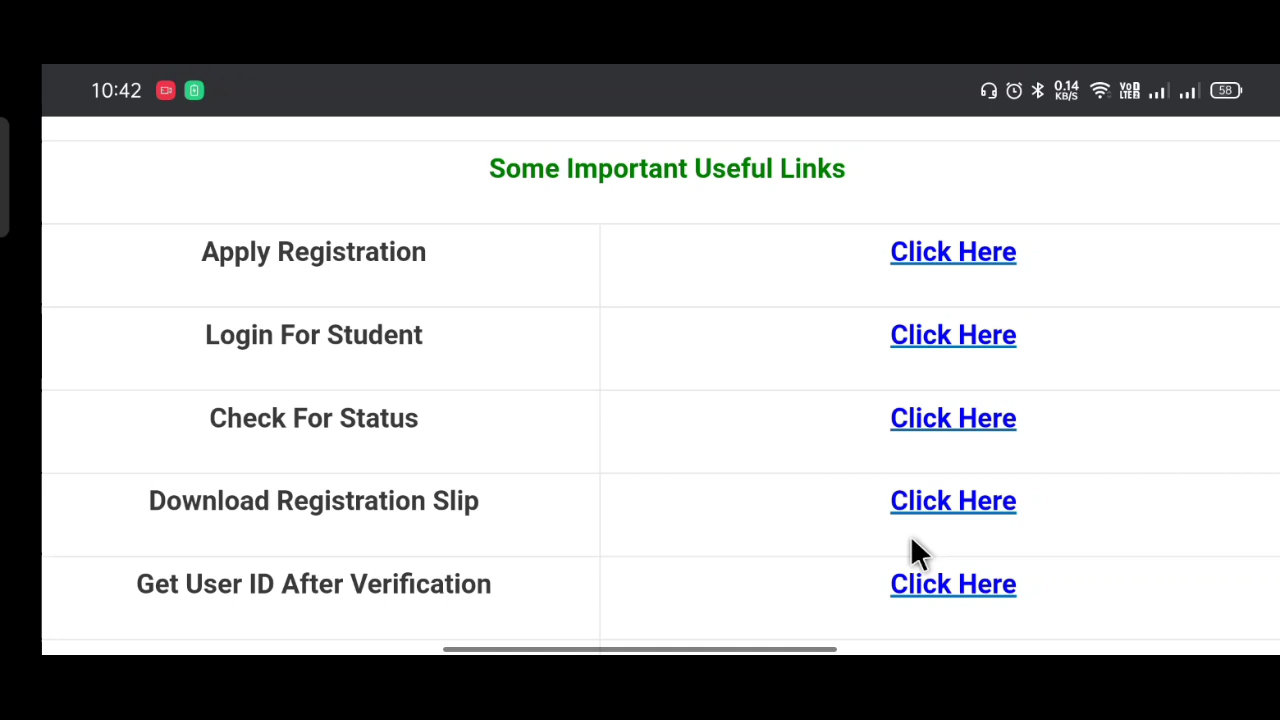 10:42 0.14 KB/S VoLTE2 58
Some Important Useful Links
Apply Registration Click Here
Login For Student Click Here
Check For Status Click Here
Download Registration Slip Click Here
Get User ID After Verification Click Here